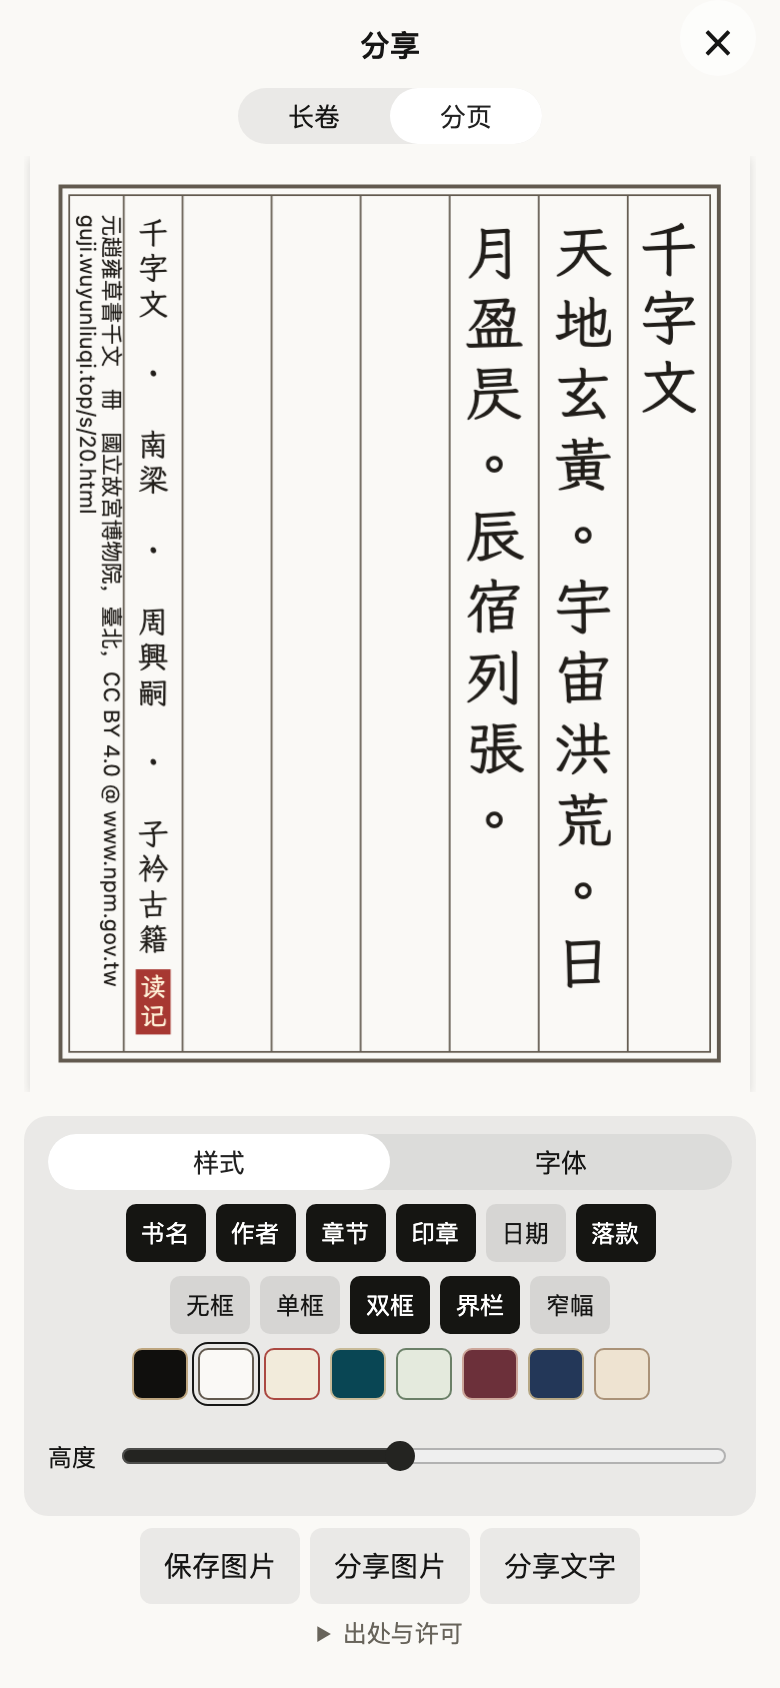 分享
长卷
分页
千字文
天地玄黃。宇宙洪荒。日
月盈昃。辰宿列張。
千字文 · 南梁 · 周興嗣 · 子衿古籍
读记
元趙雍草書千文 冊 國立故宮博物院，臺北，CC BY 4.0 @ www.npm.gov.tw
guji.wuyunliuqi.top/s/20.html
样式
字体
书名
作者
章节
印章
日期
落款
无框
单框
双框
界栏
窄幅
高度
保存图片
分享图片
分享文字
出处与许可